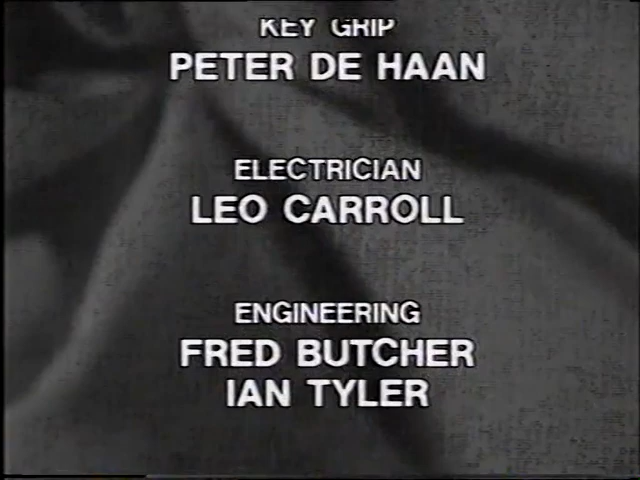 KEY GRIP
PETER DE HAAN
ELECTRICIAN
LEO CARROLL
ENGINEERING
FRED BUTCHER
IAN TYLER